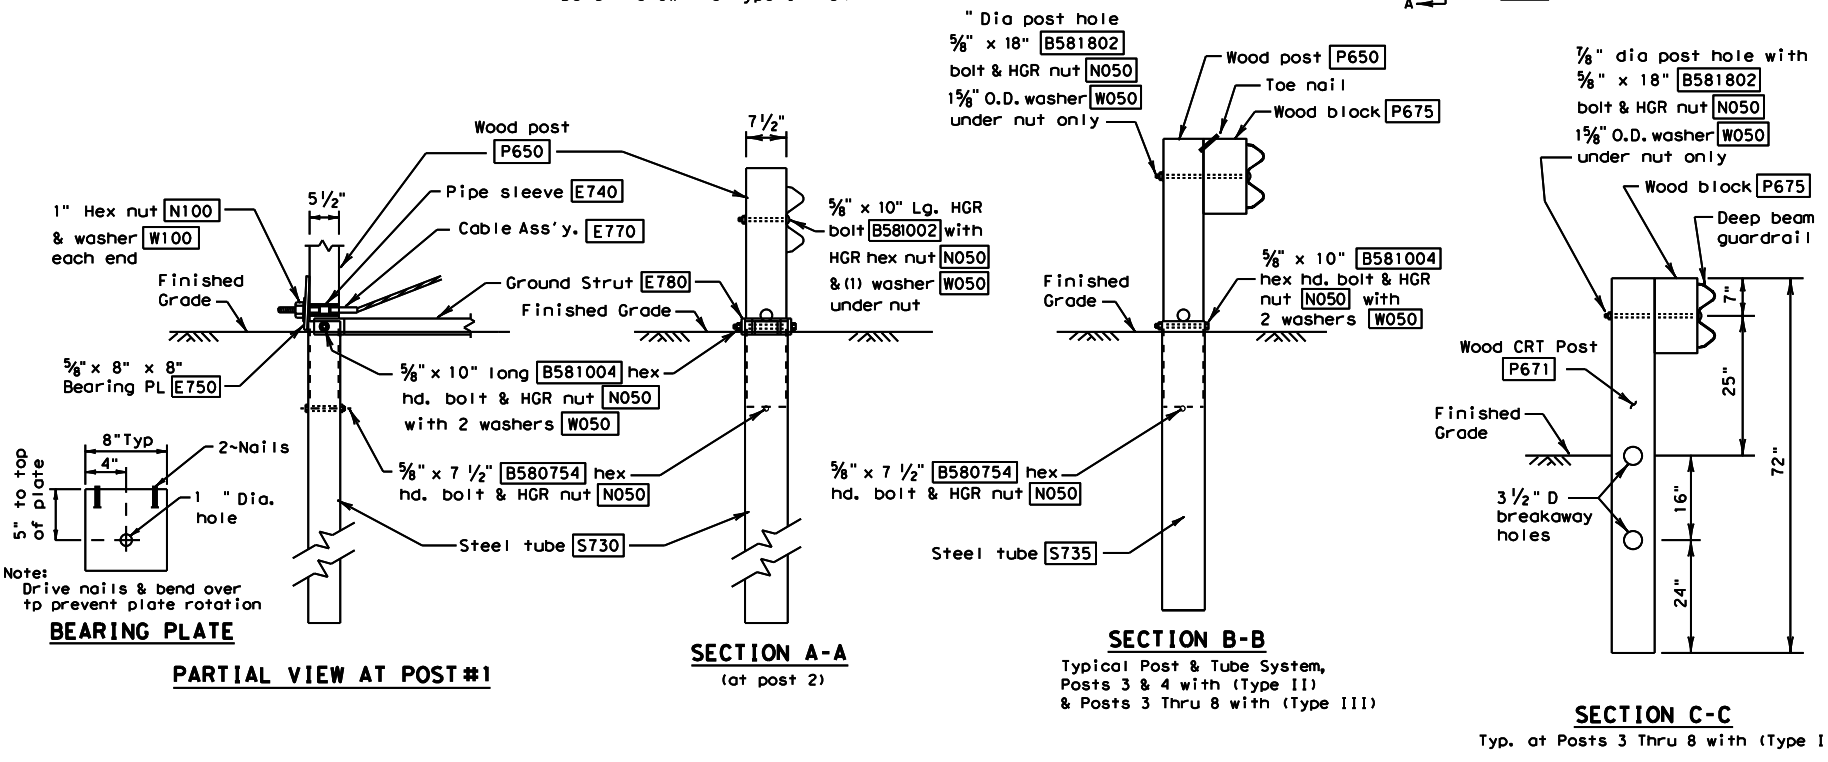 A
1" Hex nut N100
& washer W100
each end
Finished
Grade
5/8" x 8" x 8"
Bearing PL E750
8" Typ
4"
2~Nails
5" to top
of plate
1 " Dia.
hole
Note:
Drive nails & bend over
tp prevent plate rotation
BEARING PLATE
5 1/2"
Wood post
P650
Pipe sleeve E740
Cable Ass'y. E770
Ground Strut E780
Finished Grade
5/8" x 10" long B581004 hex
hd. bolt & HGR nut N050
with 2 washers W050
5/8" x 7 1/2" B580754 hex
hd. bolt & HGR nut N050
Steel tube S730
PARTIAL VIEW AT POST #1
7 1/2"
5/8" x 10" Lg. HGR
bolt B581002 with
HGR hex nut N050
& (1) washer W050
under nut
SECTION A-A
(at post 2)
" Dia post hole
5/8" x 18" B581802
bolt & HGR nut N050
1 5/8" O.D. washer W050
under nut only
Wood post P650
Toe nail
Wood block P675
Finished
Grade
5/8" x 10" B581004
hex hd. bolt & HGR
nut N050 with
2 washers W050
5/8" x 7 1/2" B580754 hex
hd. bolt & HGR nut N050
Steel tube S735
SECTION B-B
Typical Post & Tube System,
Posts 3 & 4 with (Type II)
& Posts 3 Thru 8 with (Type III)
7/8" dia post hole with
5/8" x 18" B581802
bolt & HGR nut N050
1 5/8" O.D. washer W050
under nut only
Wood block P675
Deep beam
guardrail
7"
Wood CRT Post
P671
25"
Finished
Grade
72"
3 1/2" D
breakaway
holes
16"
24"
SECTION C-C
Typ. at Posts 3 Thru 8 with (Type I